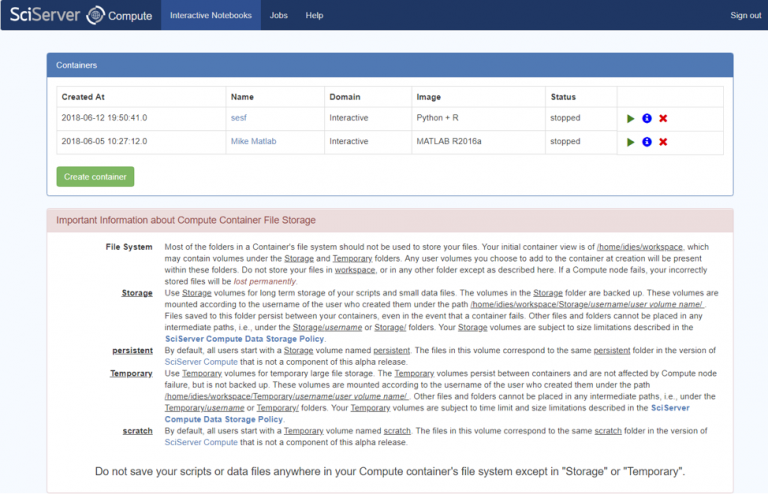 SciServer Compute Interactive Notebooks Jobs Help Sign out
Containers
Created At Name Domain Image Status
2018-06-12 19:50:41.0 sesf Interactive Python + R stopped
2018-06-05 10:27:12.0 Mike Matlab Interactive MATLAB R2016a stopped
Create container
Important Information about Compute Container File Storage
File System Most of the folders in a Container's file system should not be used to store your files. Your initial container view is of /home/idies/workspace, which
may contain volumes under the Storage and Temporary folders. Any user volumes you choose to add to the container at creation will be present
within these folders. Do not store your files in workspace, or in any other folder except as described here. If a Compute node fails, your incorrectly
stored files will be lost permanently.
Storage Use Storage volumes for long term storage of your scripts and small data files. The volumes in the Storage folder are backed up. These volumes are
mounted according to the username of the user who created them under the path /home/idies/workspace/Storage/username/user volume name/ .
Files saved to this folder persist between your containers, even in the event that a container fails. Other files and folders cannot be placed in any
intermediate paths, i.e., under the Storage/username or Storage/ folders. Your Storage volumes are subject to size limitations described in the
SciServer Compute Data Storage Policy.
persistent By default, all users start with a Storage volume named persistent. The files in this volume correspond to the same persistent folder in the version of
SciServer Compute that is not a component of this alpha release.
Temporary Use Temporary volumes for temporary large file storage. The Temporary volumes persist between containers and are not affected by Compute node
failure, but is not backed up. These volumes are mounted according to the username of the user who created them under the path
/home/idies/workspace/Temporary/username/user volume name/ . Other files and folders cannot be placed in any intermediate paths, i.e., under the
Temporary/username or Temporary/ folders. Your Temporary volumes are subject to time limit and size limitations described in the SciServer
Compute Data Storage Policy.
scratch By default, all users start with a Temporary volume named scratch. The files in this volume correspond to the same scratch folder in the version of
SciServer Compute that is not a component of this alpha release.
Do not save your scripts or data files anywhere in your Compute container's file system except in "Storage" or "Temporary".